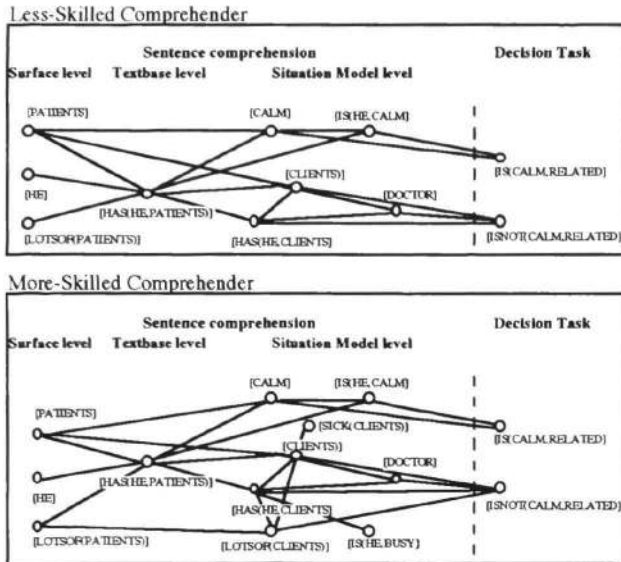 Less-Skilled Comprehender
Sentence comprehension Decision Task
Surface level Textbase level Situation Model level
[PATIENTS] [CALM] [IS(HE,CALM]
[IS(CALM,RELATED]
[HE] [CLIENTS)]
[DOCTOR]
[HAS(HE,PATIENTS)]
[LOTSOF(PATIENTS)] [HAS(HE,CLIENTS] [ISNOT(CALM,RELATED]
More-Skilled Comprehender
Sentence comprehension Decision Task
Surface level Textbase level Situation Model level
[CALM] [IS(HE,CALM]
[PATIENTS] [SICK(CLIENTS)]
[CLIENTS)] [IS(CALM,RELATED]
[DOCTOR]
[HE] [HAS(HE,PATIENTS)]
[HAS(HE,CLIENTS] [ISNOT(CALM,RELATED]
[LOTSOF(PATIENTS)] [LOTSOF(CLIENTS)] [IS(HE,BUSY]